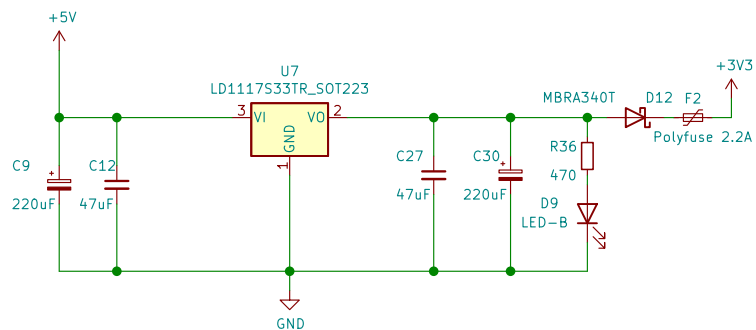 +5V
U7
LD1117S33TR_SOT223
3
VI
VO
2
GND
1
C9
220uF
C12
47uF
C27
47uF
C30
220uF
MBRA340T
D12
F2
+3V3
Polyfuse 2.2A
R36
470
D9
LED-B
GND